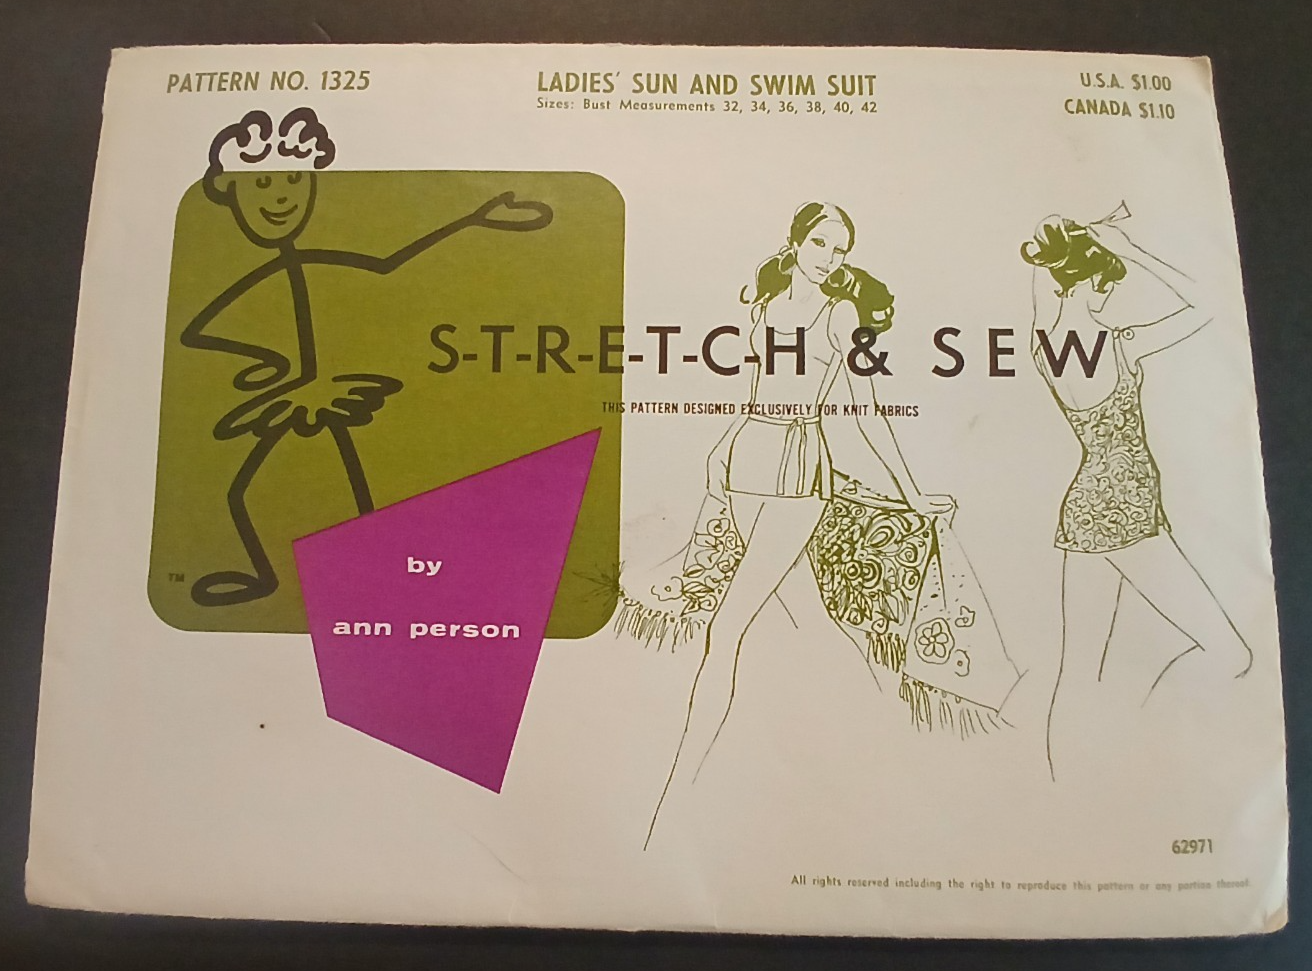 PATTERN NO. 1325
LADIES' SUN AND SWIM SUIT
Sizes: Bust Measurements 32, 34, 36, 38, 40, 42
U.S.A. $1.00
CANADA $1.10
S-T-R-E-T-C-H & SEW
THIS PATTERN DESIGNED EXCLUSIVELY FOR KNIT FABRICS
by
ann person
TM
62971
All rights reserved including the right to reproduce this pattern or any portion thereof.